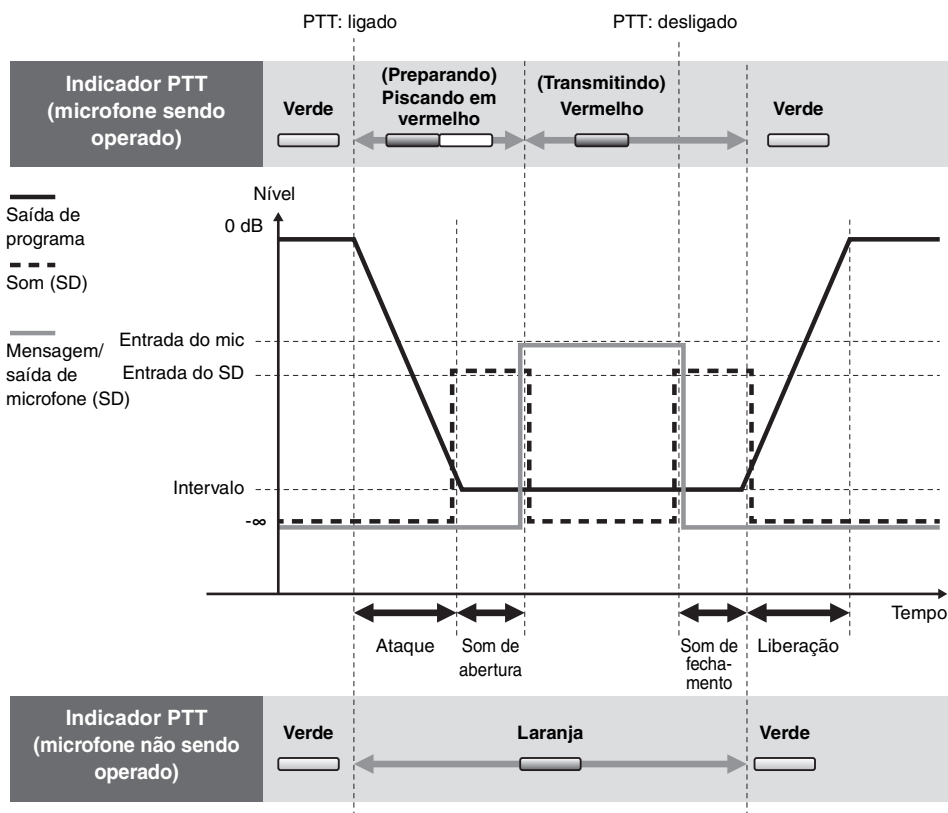 PTT: ligado
PTT: desligado
Indicador PTT
(microfone sendo
operado)
Verde
(Preparando)
Piscando em
vermelho
(Transmitindo)
Vermelho
Verde
Saída de
programa
Som (SD)
Mensagem/
saída de
microfone (SD)
Nível
0 dB
Entrada do mic
Entrada do SD
Intervalo
-∞
Tempo
Ataque
Som de
abertura
Som de
fecha-
mento
Liberação
Indicador PTT
(microfone não sendo
operado)
Verde
Laranja
Verde